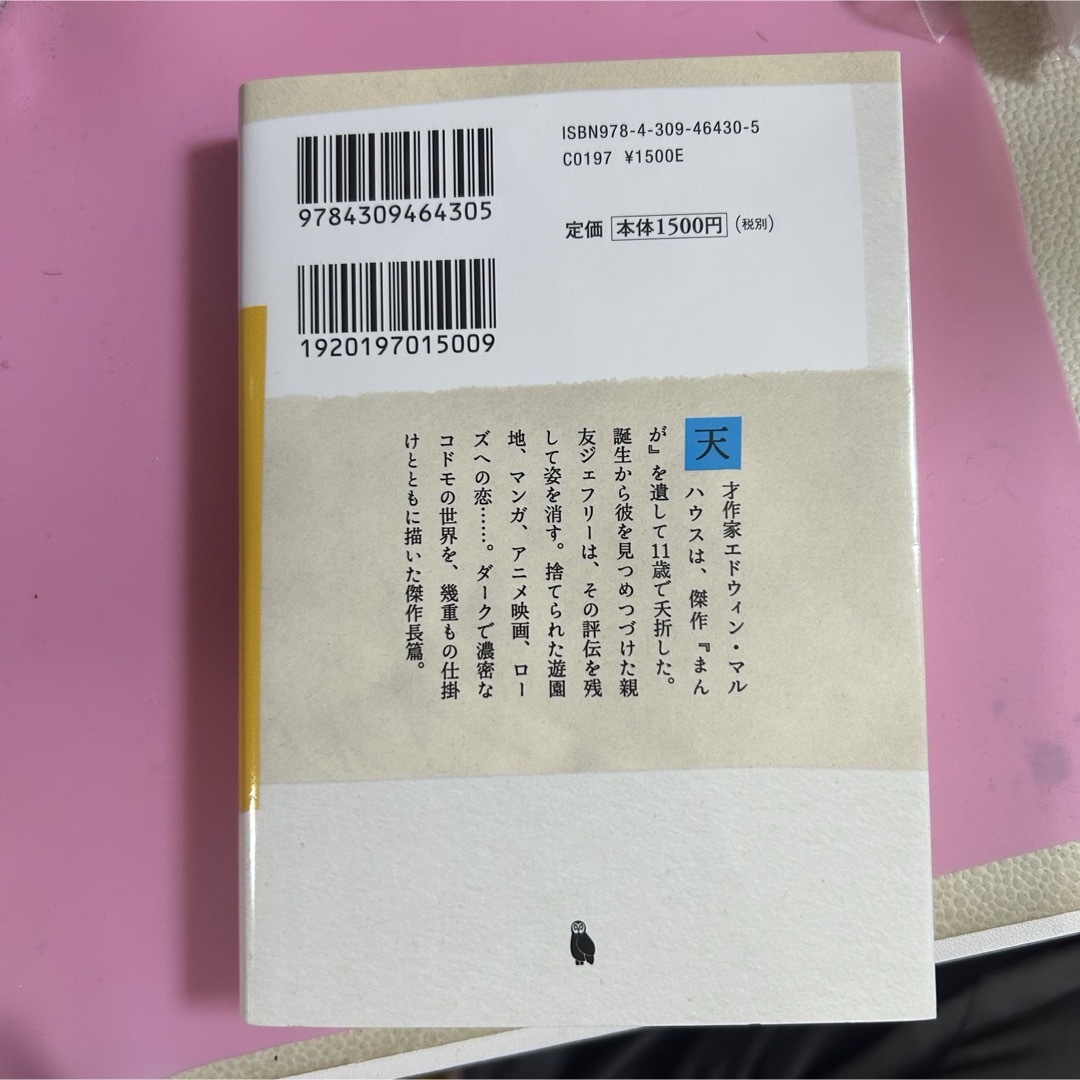 ISBN978-4-309-46430-5
C0197 ¥1500E
定価 本体1500円(税別)
9784309464305
1920197015009
天才作家エドウィン・マル
ハウスは、傑作『まん
が』を遺して11歳で夭折した。
誕生から彼を見つめつづけた親
友ジェフリーは、その評伝を残
して姿を消す。捨てられた遊園
地、マンガ、アニメ映画、ロー
ズへの恋……。ダークで濃密な
コドモの世界を、幾重もの仕掛
けとともに描いた傑作長篇。